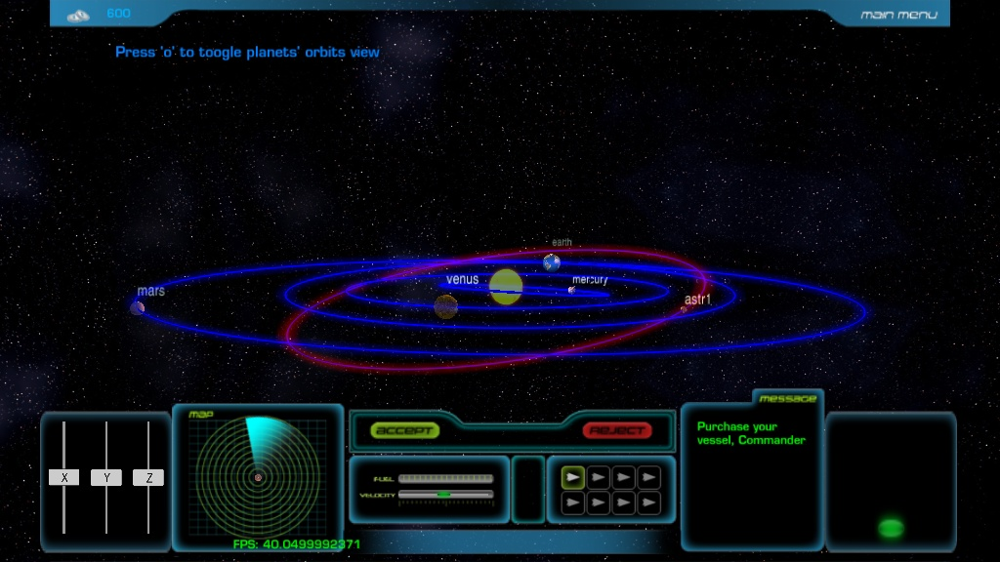 600
main menu
Press 'o' to toogle planets' orbits view
earth
venus
mercury
mars
astr1
message
MAP
ACCEPT
REJECT
Purchase your
vessel, Commander
X Y Z
FUEL
VELOCITY
FPS: 40.0499992371